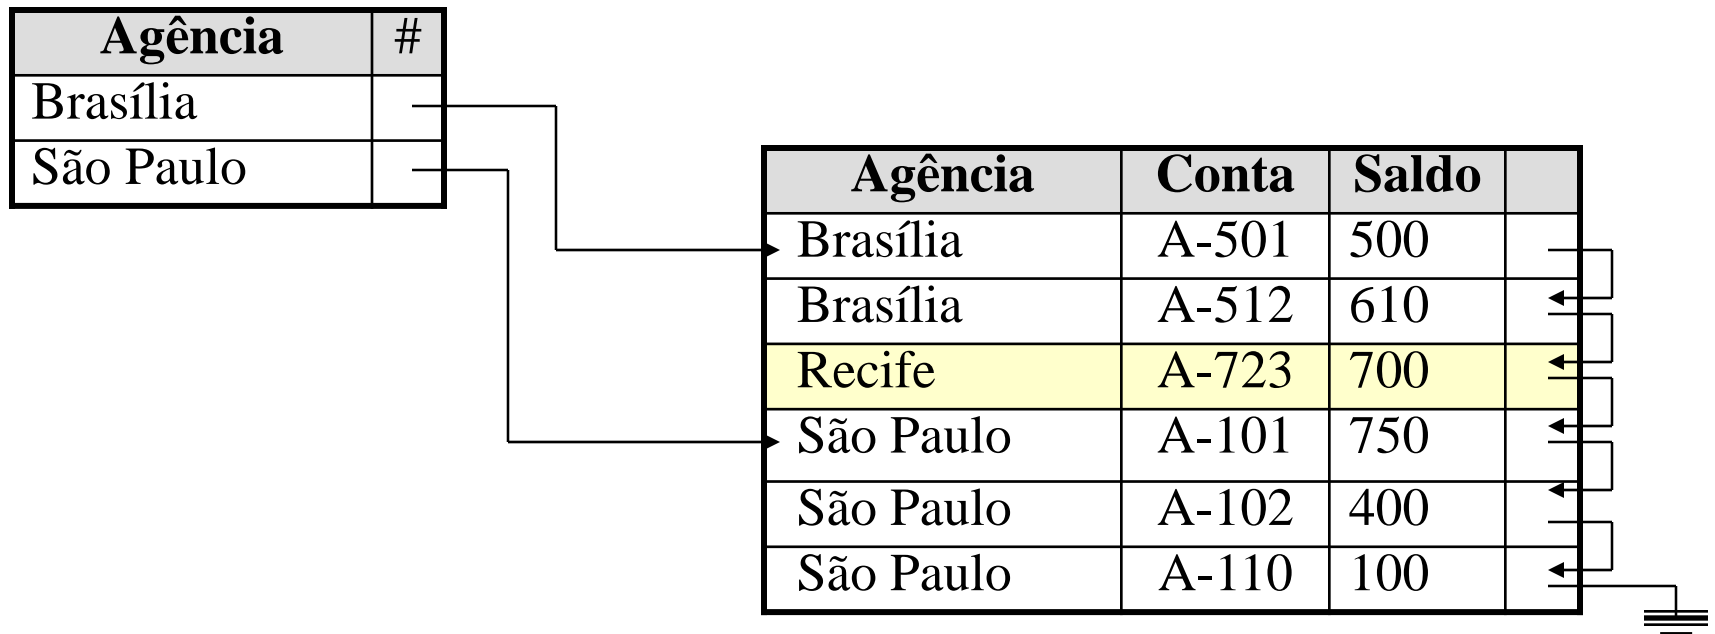 Agência #
Brasília
São Paulo
Agência Conta Saldo
Brasília A-501 500
Brasília A-512 610
Recife A-723 700
São Paulo A-101 750
São Paulo A-102 400
São Paulo A-110 100